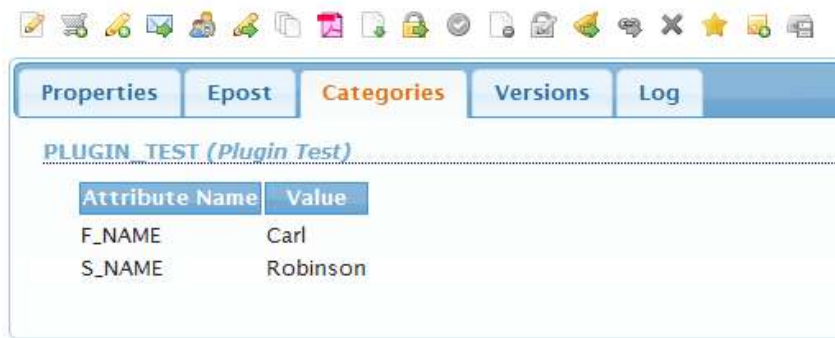 Properties Epost Categories Versions Log
PLUGIN_TEST (Plugin Test)
Attribute Name Value
F_NAME Carl
S_NAME Robinson